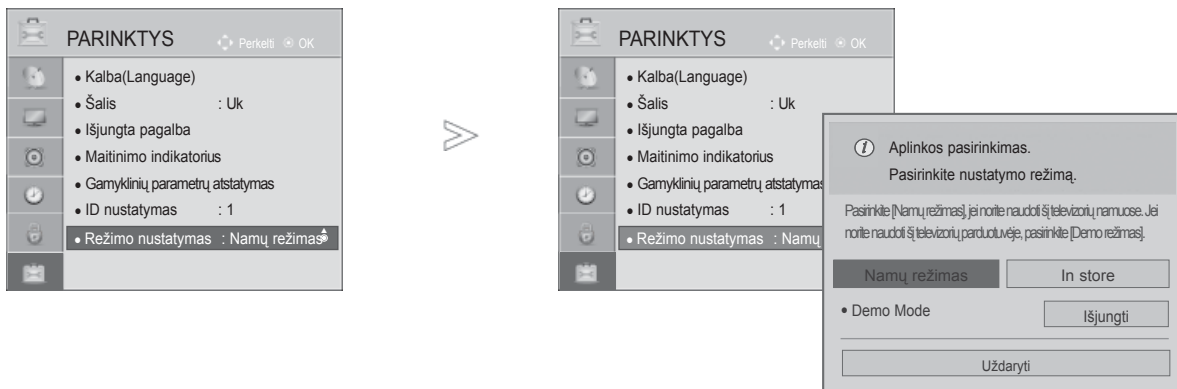 PARINKTYS Perkelti OK
• Kalba(Language)
• Šalis : Uk
• Išjungta pagalba
• Maitinimo indikatorius
• Gamyklinių parametrų atstatymas
• ID nustatymas : 1
• Režimo nustatymas : Namų režimas
PARINKTYS Perkelti OK
• Kalba(Language)
• Šalis : Uk
• Išjungta pagalba
• Maitinimo indikatorius
• Gamyklinių parametrų atstatymas
• ID nustatymas : 1
• Režimo nustatymas : Namų
Aplinkos pasirinkimas.
Pasirinkite nustatymo režimą.
Pasirinkite [Namų režimas], jei norite naudoti šį televizorių namuose. Jei
norite naudoti šį televizorių parduotuvėje, pasirinkite [Demo režimas].
Namų režimas In store
• Demo Mode Išjungti
Uždaryti